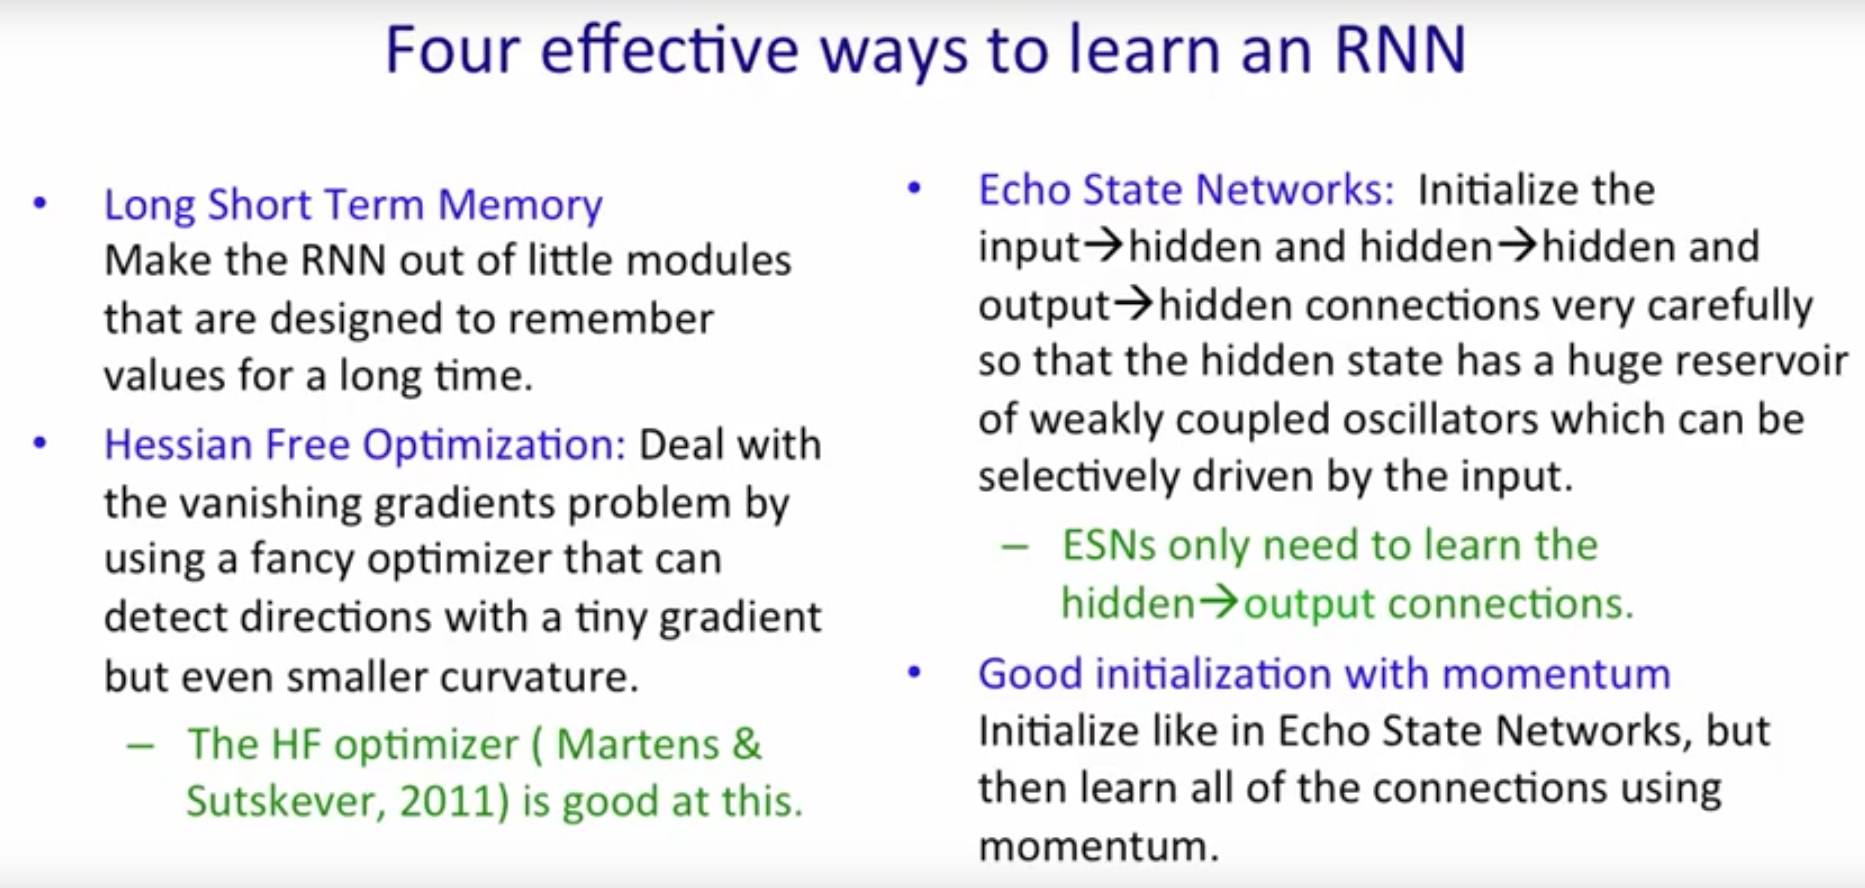 Four effective ways to learn an RNN
• Long Short Term Memory
Make the RNN out of little modules
that are designed to remember
values for a long time.
• Hessian Free Optimization: Deal with
the vanishing gradients problem by
using a fancy optimizer that can
detect directions with a tiny gradient
but even smaller curvature.
– The HF optimizer ( Martens &
Sutskever, 2011) is good at this.
• Echo State Networks: Initialize the
input→hidden and hidden→hidden and
output→hidden connections very carefully
so that the hidden state has a huge reservoir
of weakly coupled oscillators which can be
selectively driven by the input.
– ESNs only need to learn the
hidden→output connections.
• Good initialization with momentum
Initialize like in Echo State Networks, but
then learn all of the connections using
momentum.